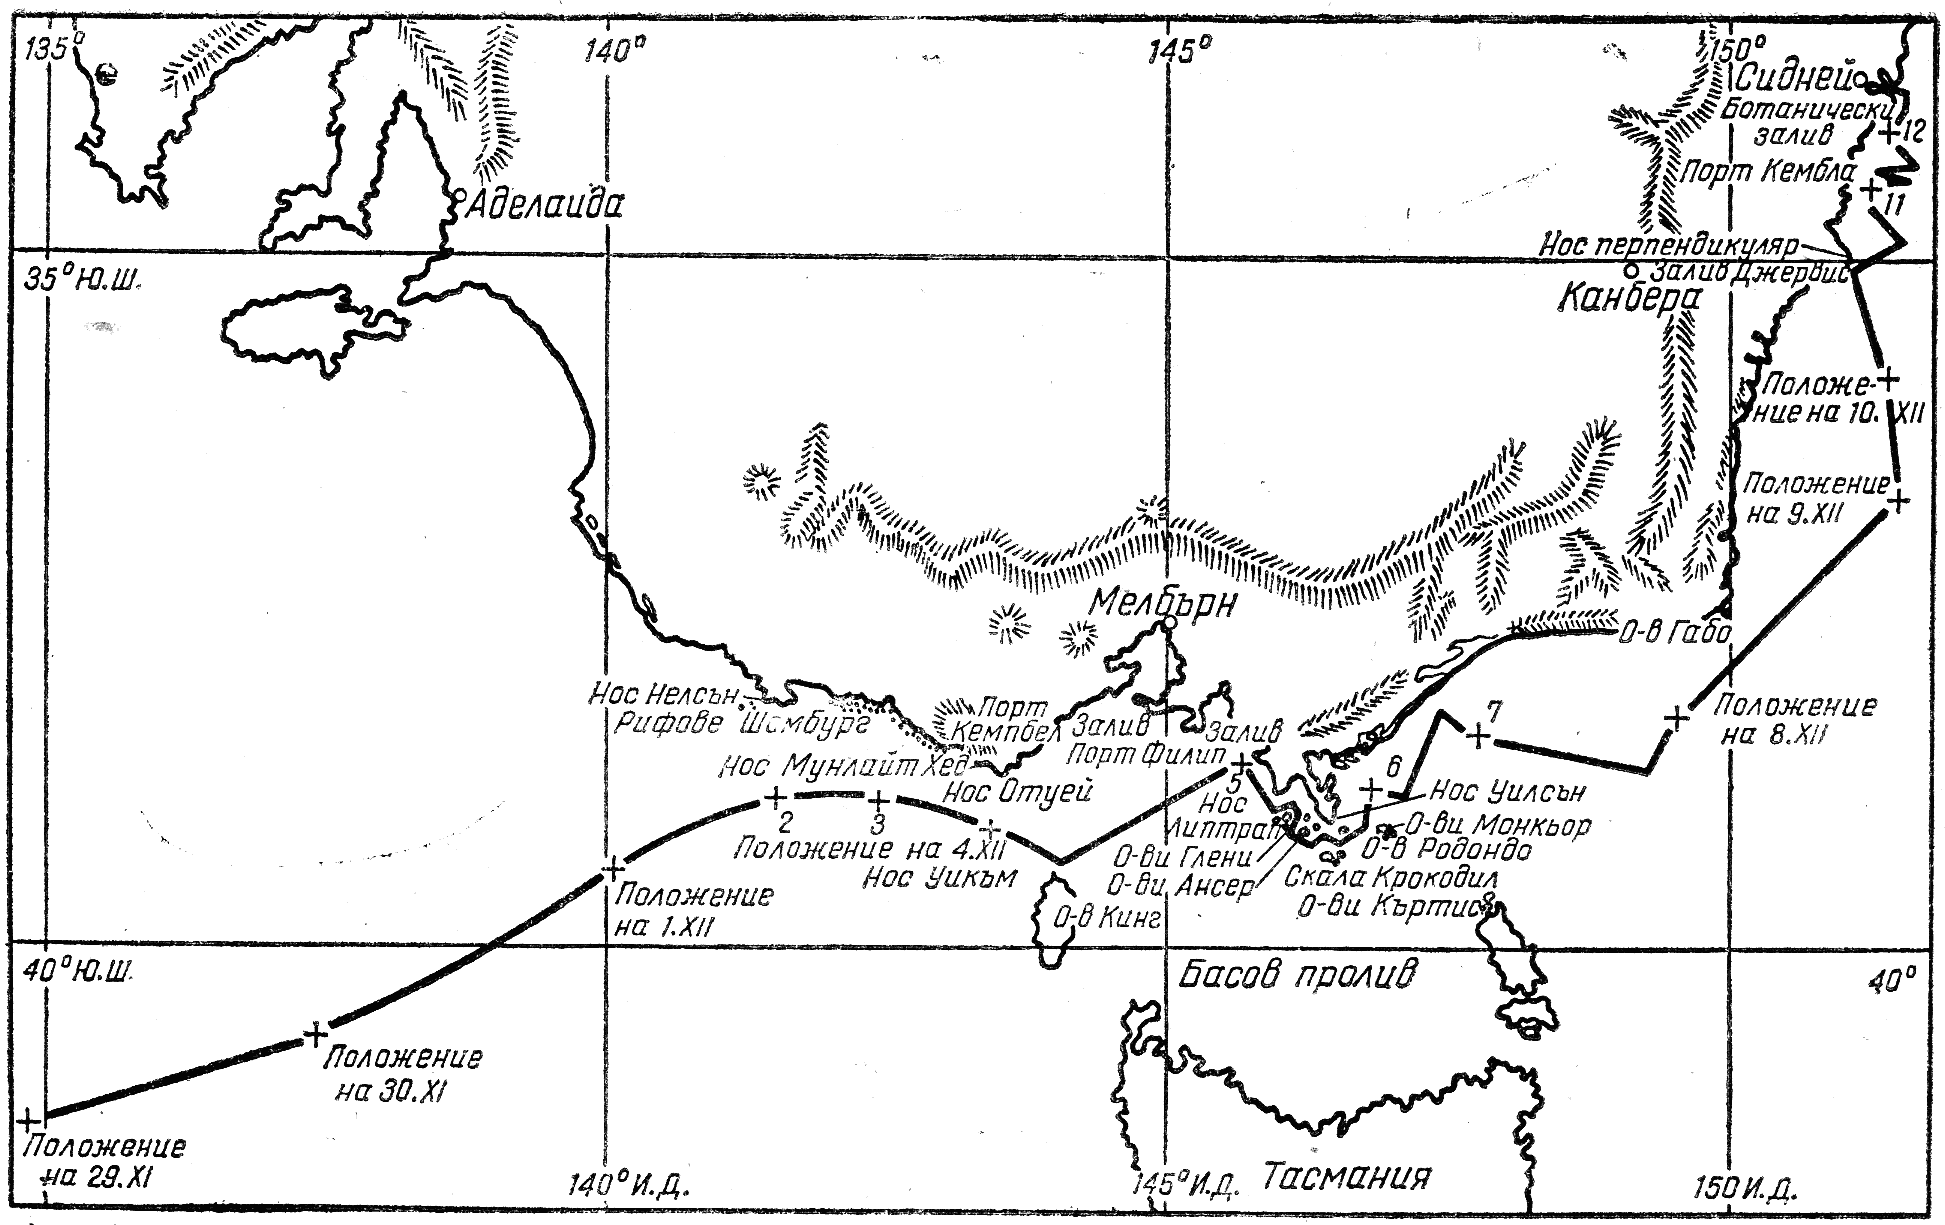 135°
140°
145°
150°
Сидней
Ботанически
залив
12
Порт Кембла
11
Аделаида
Нос перпендикуляр
35° Ю.Ш.
Залив Джервис
Канбера
Положе-
ние на 10. XII
Положение
на 9.XII
Мелбърн
О-в Габо
Нос Нелсън
Рифове Шамбург
Порт
Кемпбел
Залив
Порт Филип
Залив
7
Положение
на 8.XII
Нос Мунлайт Хед
Нос Отуей
5
6
Нос
Липтрап
Нос Уилсън
2
3
Положение на 4.XII
Нос Уикъм
О-ви Монкьор
О-ви Глени
О-в Родондо
О-ви Ансер
Скала Крокодил
О-ви Къртис
Положение
на 1.XII
О-в Кинг
40° Ю.Ш.
Басов пролив
40°
Положение
на 30.XI
Положение
на 29.XI
140° И.Д.
145° И.Д.
Тасмания
150 И.Д.